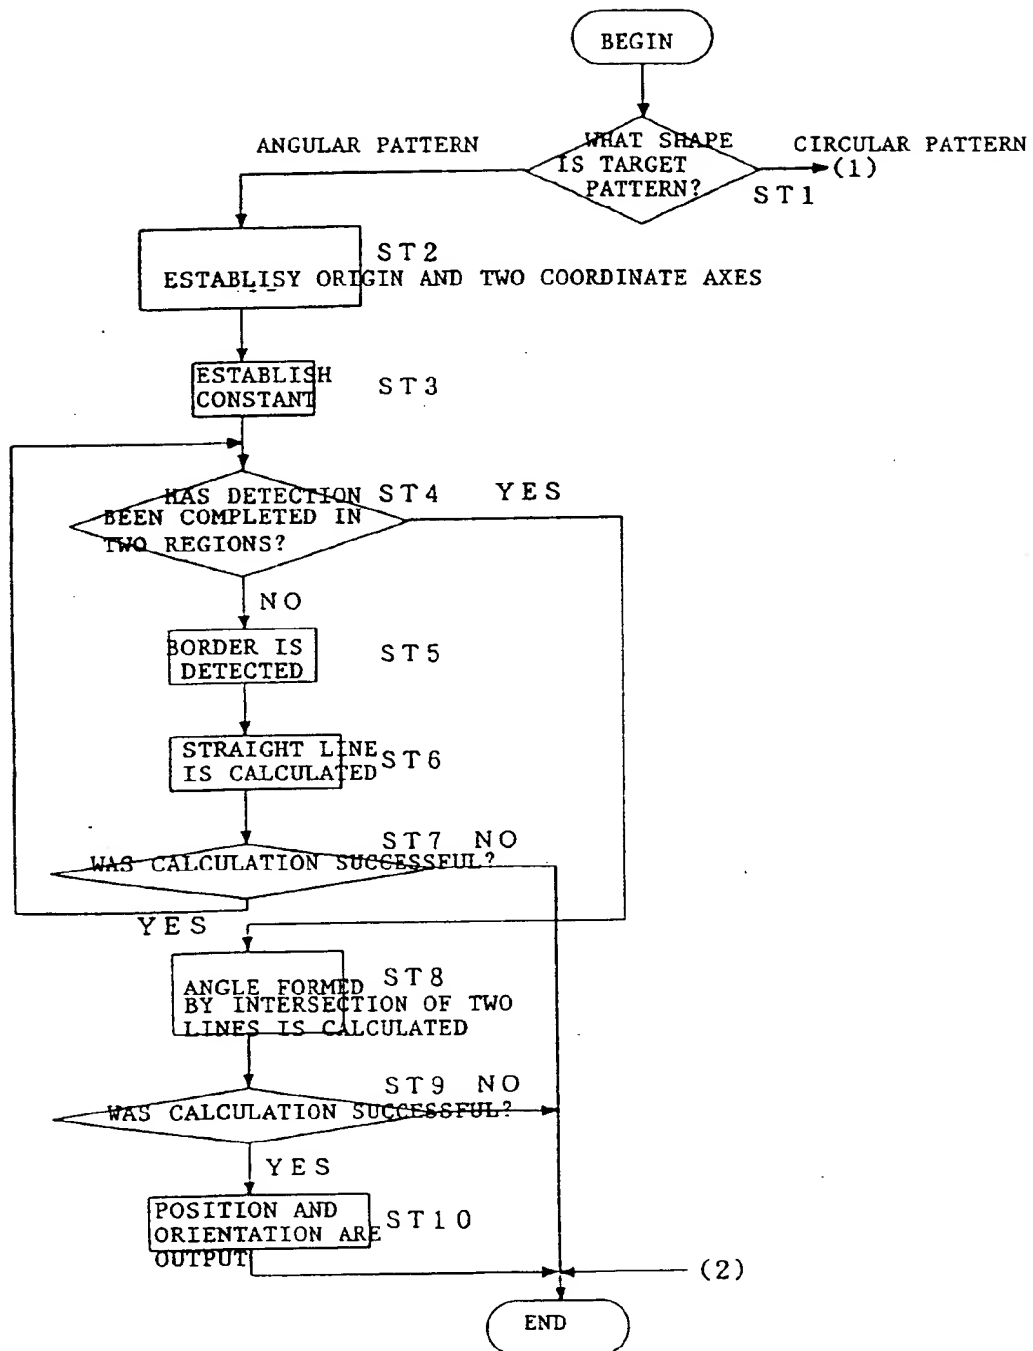 BEGIN
WHAT SHAPE
IS TARGET
PATTERN?
ANGULAR PATTERN
CIRCULAR PATTERN
(1)
ST1
ST2
ESTABLISY ORIGIN AND TWO COORDINATE AXES
ESTABLISH
CONSTANT
ST3
HAS DETECTION
BEEN COMPLETED IN
TWO REGIONS?
ST4
YES
NO
BORDER IS
DETECTED
ST5
STRAIGHT LINE
IS CALCULATED
ST6
ST7 NO
WAS CALCULATION SUCCESSFUL?
YES
ST8
ANGLE FORMED
BY INTERSECTION OF TWO
LINES IS CALCULATED
ST9 NO
WAS CALCULATION SUCCESSFUL?
YES
POSITION AND
ORIENTATION ARE
OUTPUT
ST10
(2)
END